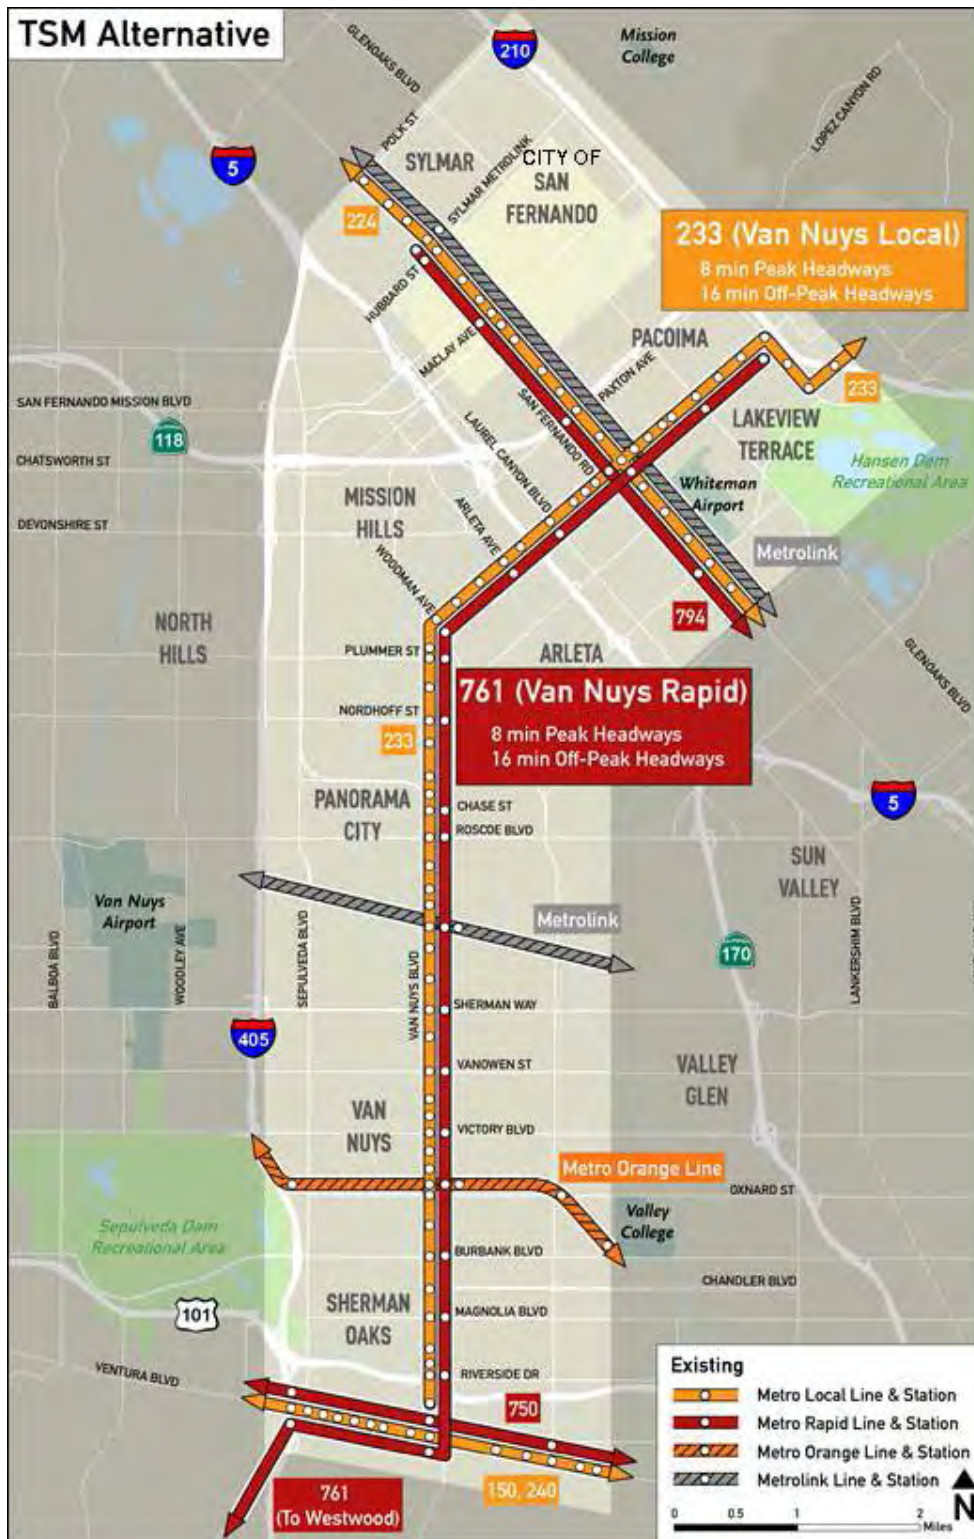 TSM Alternative
GLENOAKS BLVD
210
Mission
College
LOPEZ CANYON RD
POLK ST
5
SYLMAR
SYLMAR METROLINK
CITY OF
SAN
FERNANDO
224
233 (Van Nuys Local)
8 min Peak Headways
16 min Off-Peak Headways
HUBBARD ST
MACLAY AVE
PACOIMA
PAXTON AVE
233
SAN FERNANDO MISSION BLVD
118
SAN FERNANDO RD
LAKEVIEW
TERRACE
CHATSWORTH ST
LAUREL CANYON BLVD
Hansen Dam
Recreational Area
MISSION
HILLS
Whiteman
Airport
DEVONSHIRE ST
ARLETA AVE
Metrolink
WOODMAN AVE
NORTH
HILLS
794
PLUMMER ST
ARLETA
GLENOAKS BLVD
761 (Van Nuys Rapid)
8 min Peak Headways
16 min Off-Peak Headways
NORDHOFF ST
233
PANORAMA
CITY
CHASE ST
ROSCOE BLVD
5
SUN
VALLEY
Van Nuys
Airport
Metrolink
BALBOA BLVD
WOODLEY AVE
SEPULVEDA BLVD
VAN NUYS BLVD
170
LANKERSHIM BLVD
SHERMAN WAY
405
VANOWEN ST
VALLEY
GLEN
VAN
NUYS
VICTORY BLVD
Metro Orange Line
OXNARD ST
Valley
College
Sepulveda Dam
Recreational Area
BURBANK BLVD
CHANDLER BLVD
101
SHERMAN
OAKS
MAGNOLIA BLVD
VENTURA BLVD
RIVERSIDE DR
750
761
(To Westwood)
150, 240
Existing
Metro Local Line & Station
Metro Rapid Line & Station
Metro Orange Line & Station
Metrolink Line & Station
N
0 0.5 1 2
Miles